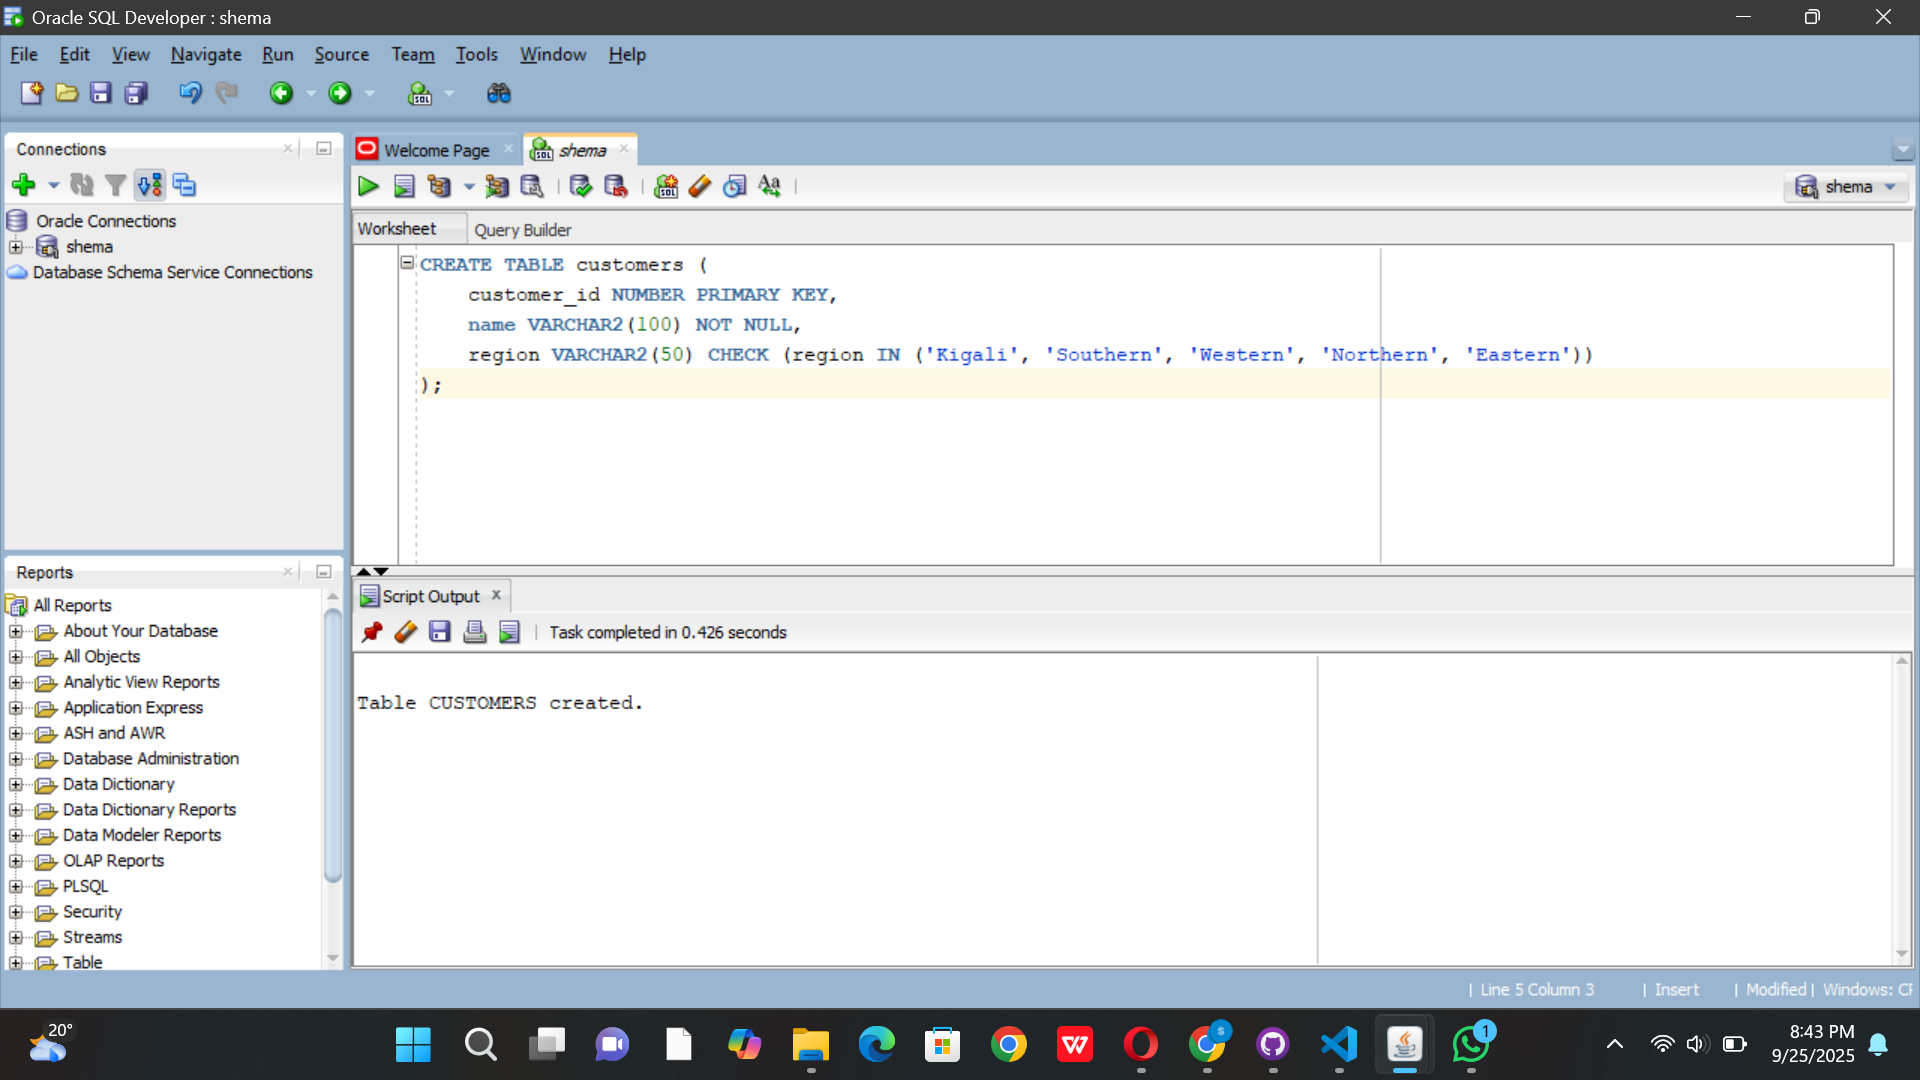 Oracle SQL Developer : shema
File Edit View Navigate Run Source Team Tools Window Help
SQL
Connections
Oracle Connections
shema
Database Schema Service Connections
Reports
All Reports
About Your Database
All Objects
Analytic View Reports
Application Express
ASH and AWR
Database Administration
Data Dictionary
Data Dictionary Reports
Data Modeler Reports
OLAP Reports
PLSQL
Security
Streams
Table
Welcome Page
shema
Aa
shema
Worksheet Query Builder
CREATE TABLE customers (
customer_id NUMBER PRIMARY KEY,
name VARCHAR2(100) NOT NULL,
region VARCHAR2(50) CHECK (region IN ('Kigali', 'Southern', 'Western', 'Northern', 'Eastern'))
);
Script Output
Task completed in 0.426 seconds
Table CUSTOMERS created.
| Line 5 Column 3 | Insert | Modified | Windows: CR
20°
W
S
1
8:43 PM
9/25/2025